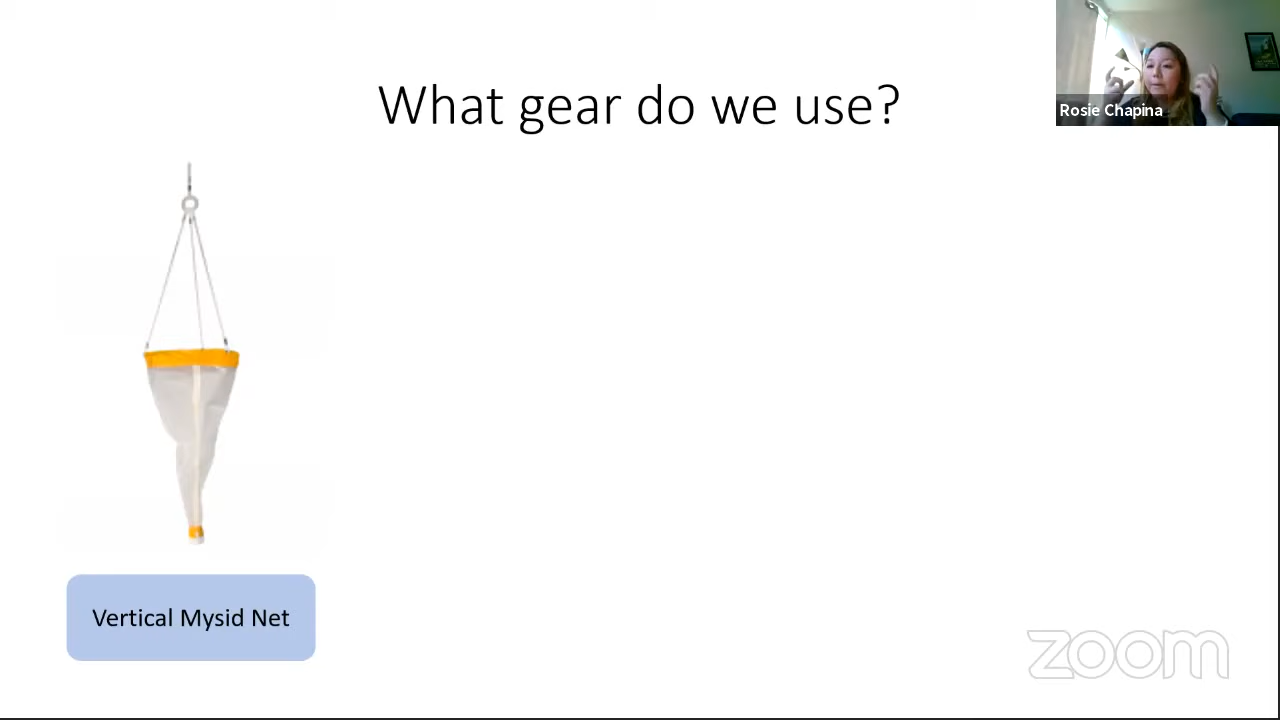 What gear do we use?
Rosie Chapina
Vertical Mysid Net
zoom